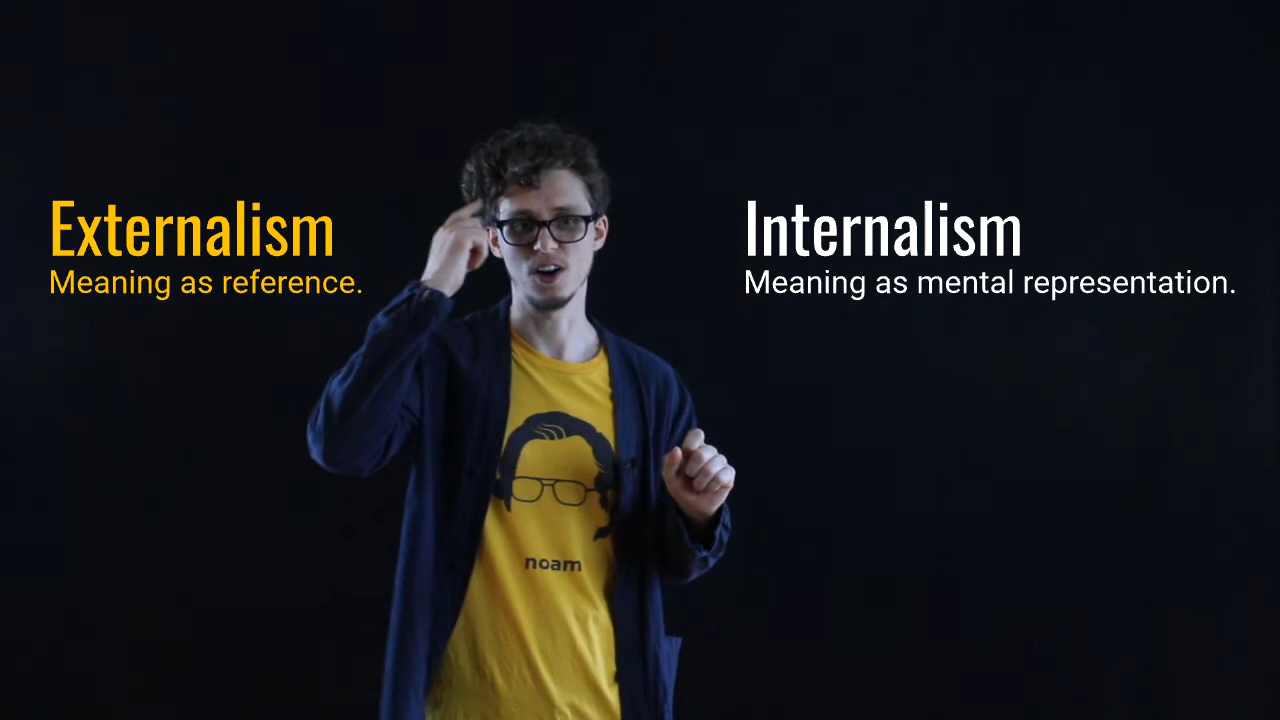 Externalism
Meaning as reference.
Internalism
Meaning as mental representation.
noam